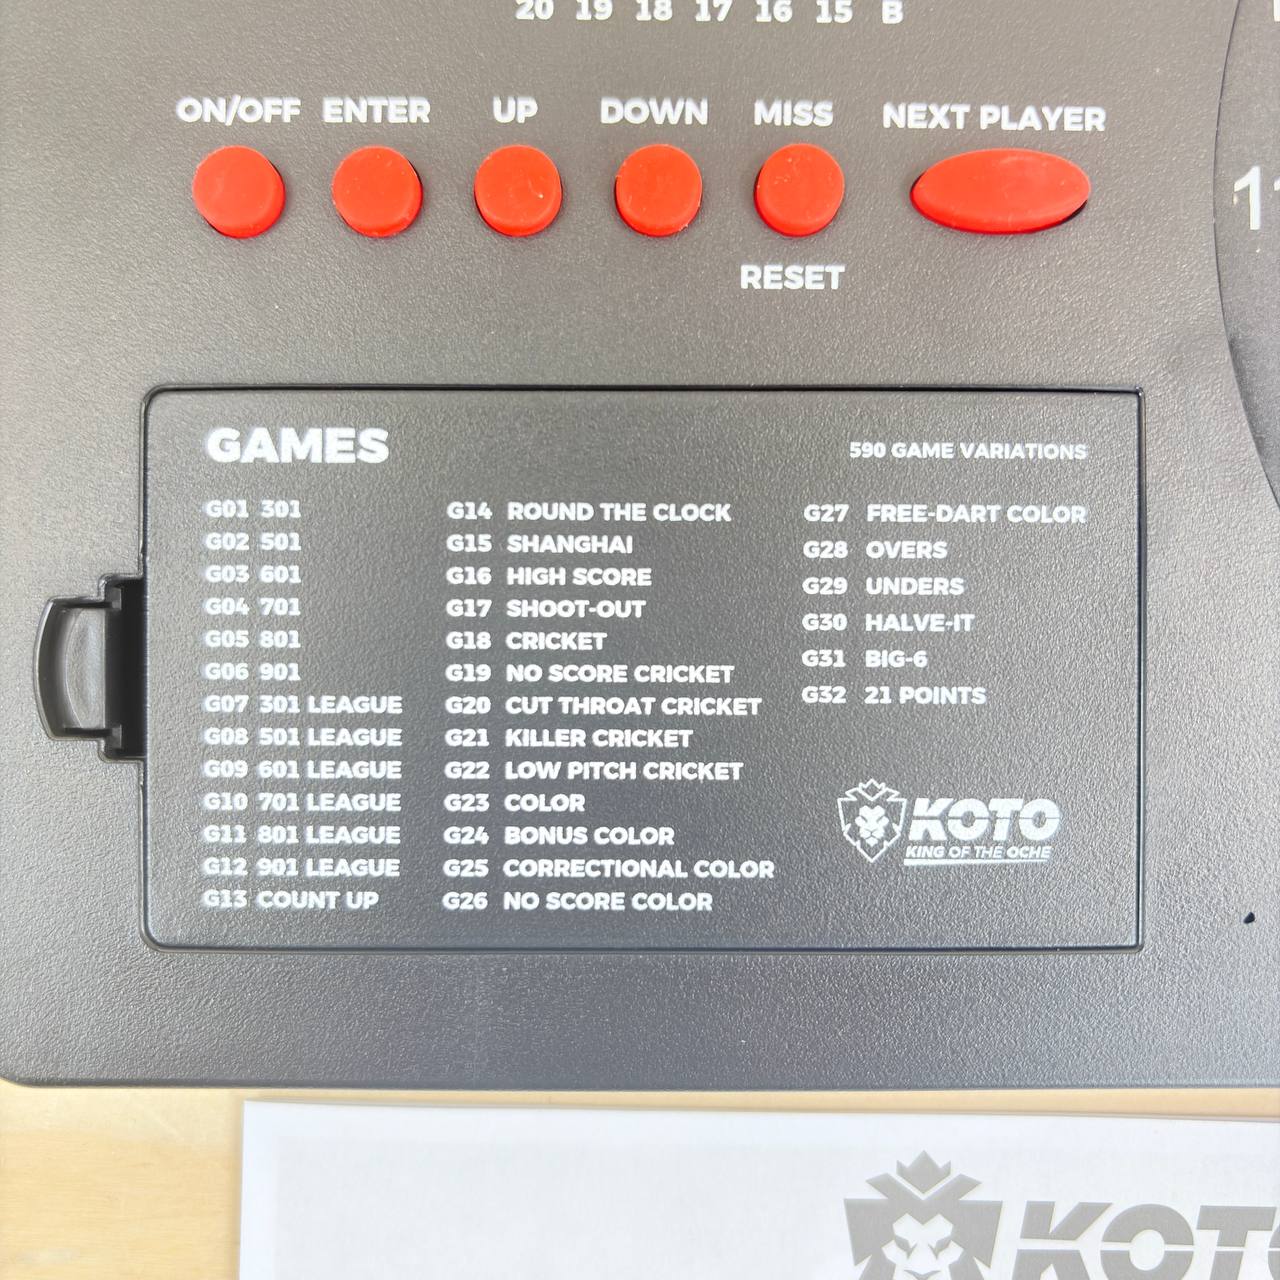 20 19 18 17 16 15 B
ON/OFF ENTER UP DOWN MISS NEXT PLAYER
RESET
GAMES
590 GAME VARIATIONS
G01 301
G02 501
G03 601
G04 701
G05 801
G06 901
G07 301 LEAGUE
G08 501 LEAGUE
G09 601 LEAGUE
G10 701 LEAGUE
G11 801 LEAGUE
G12 901 LEAGUE
G13 COUNT UP
G14 ROUND THE CLOCK
G15 SHANGHAI
G16 HIGH SCORE
G17 SHOOT-OUT
G18 CRICKET
G19 NO SCORE CRICKET
G20 CUT THROAT CRICKET
G21 KILLER CRICKET
G22 LOW PITCH CRICKET
G23 COLOR
G24 BONUS COLOR
G25 CORRECTIONAL COLOR
G26 NO SCORE COLOR
G27 FREE-DART COLOR
G28 OVERS
G29 UNDERS
G30 HALVE-IT
G31 BIG-6
G32 21 POINTS
KOTO
KING OF THE OCHE
KOTO